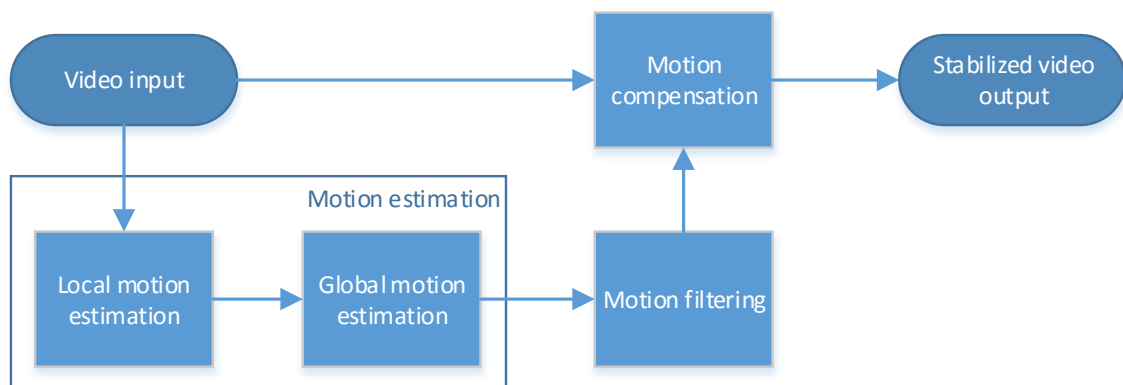 Video input
Motion
compensation
Stabilized video
output
Motion estimation
Local motion
estimation
Global motion
estimation
Motion filtering